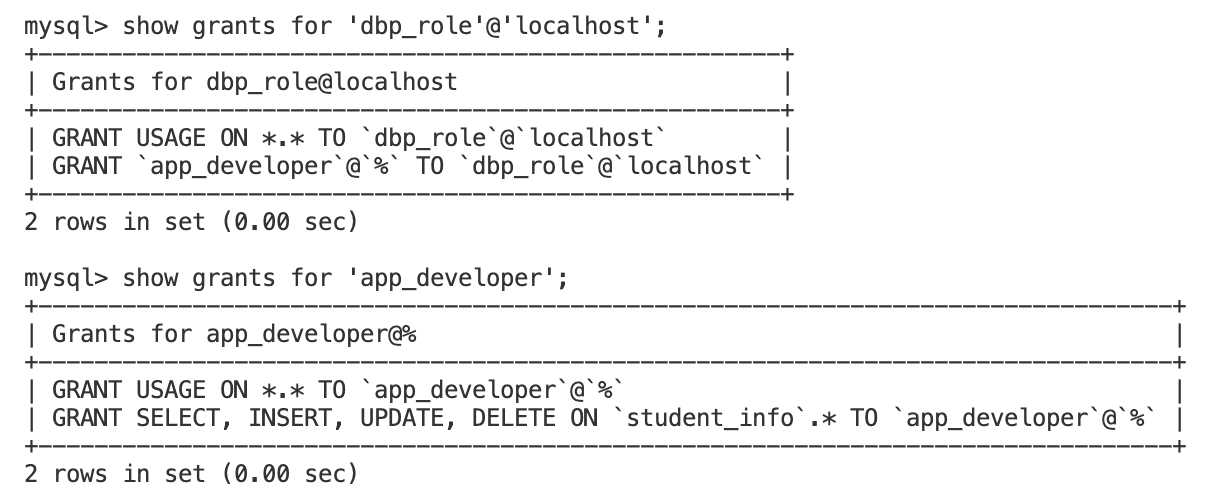 mysql> show grants for 'dbp_role'@'localhost';
+------------------------------------------------------+
| Grants for dbp_role@localhost                        |
+------------------------------------------------------+
| GRANT USAGE ON *.* TO `dbp_role`@`localhost`         |
| GRANT `app_developer`@`%` TO `dbp_role`@`localhost` |
+------------------------------------------------------+
2 rows in set (0.00 sec)
mysql> show grants for 'app_developer';
+----------------------------------------------------------------------------------+
| Grants for app_developer@%                                                       |
+----------------------------------------------------------------------------------+
| GRANT USAGE ON *.* TO `app_developer`@`%`                                        |
| GRANT SELECT, INSERT, UPDATE, DELETE ON `student_info`.* TO `app_developer`@`%` |
+----------------------------------------------------------------------------------+
2 rows in set (0.00 sec)